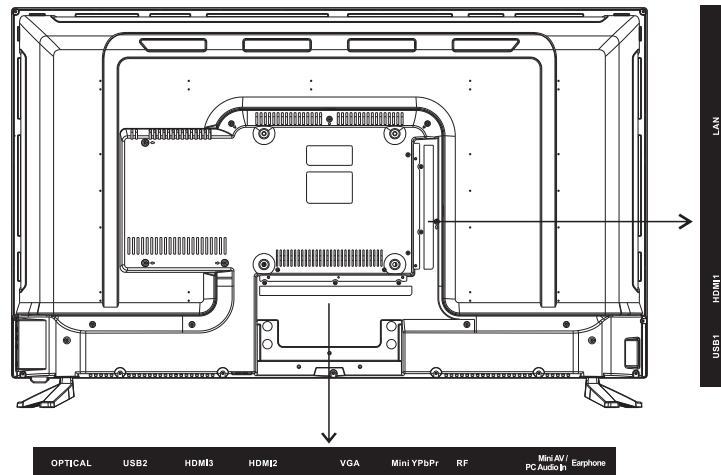 LAN
HDMI1
USB1
OPTICAL USB2 HDMI3 HDMI2 VGA Mini YPbPr RF Mini AV / PC Audio In Earphone